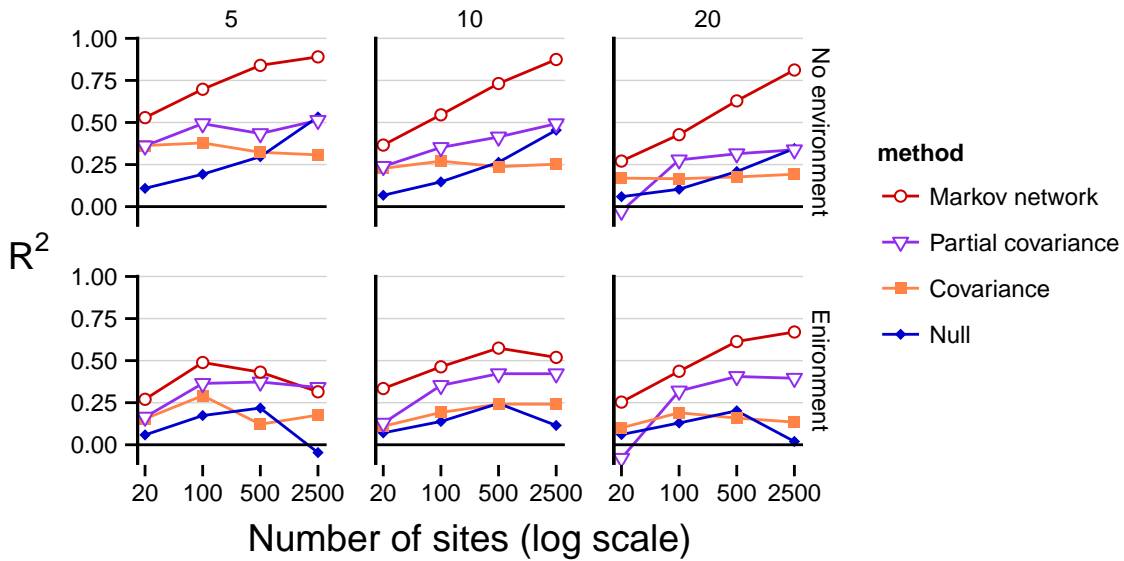 5
10
20
1.00
0.75
0.50
0.25
0.00
No environment
R²
1.00
0.75
0.50
0.25
0.00
Enironment
20 100 500 2500
20 100 500 2500
20 100 500 2500
Number of sites (log scale)
method
Markov network
Partial covariance
Covariance
Null